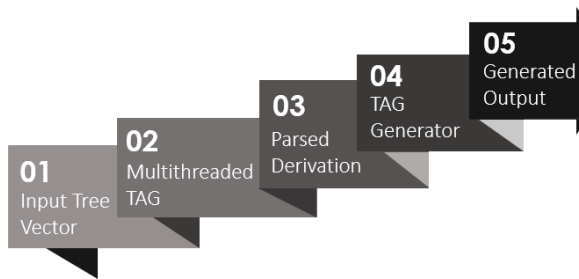 01
Input Tree
Vector
02
Multithreaded
TAG
03
Parsed
Derivation
04
TAG
Generator
05
Generated
Output